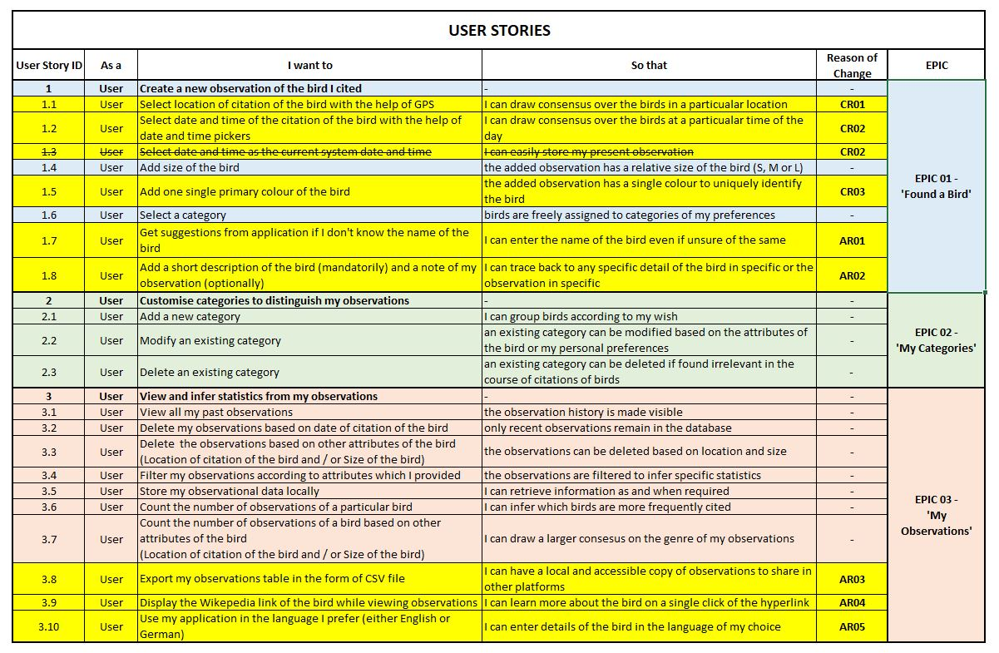 USER STORIES
User Story ID As a I want to So that Reason of Change EPIC
1 User Create a new observation of the bird I cited - -
1.1 User Select location of citation of the bird with the help of GPS I can draw consensus over the birds in a particualar location CR01
1.2 User Select date and time of the citation of the bird with the help of date and time pickers I can draw consensus over the birds at a particualar time of the day CR02
1.3 User Select date and time as the current system date and time I can easily store my present observation CR02
1.4 User Add size of the bird the added observation has a relative size of the bird (S, M or L) -
1.5 User Add one single primary colour of the bird the added observation has a single colour to uniquely identify the bird CR03
EPIC 01 - 'Found a Bird'
1.6 User Select a category birds are freely assigned to categories of my preferences -
1.7 User Get suggestions from application if I don't know the name of the bird I can enter the name of the bird even if unsure of the same AR01
1.8 User Add a short description of the bird (mandatorily) and a note of my observation (optionally) I can trace back to any specific detail of the bird in specific or the observation in specific AR02
2 User Customise categories to distinguish my observations - -
2.1 User Add a new category I can group birds according to my wish -
2.2 User Modify an existing category an existing category can be modified based on the attributes of the bird or my personal preferences -
EPIC 02 - 'My Categories'
2.3 User Delete an existing category an existing category can be deleted if found irrelevant in the course of citations of birds -
3 User View and infer statistics from my observations - -
3.1 User View all my past observations the observation history is made visible -
3.2 User Delete my observations based on date of citation of the bird only recent observations remain in the database -
3.3 User Delete the observations based on other attributes of the bird (Location of citation of the bird and / or Size of the bird) the observations can be deleted based on location and size -
3.4 User Filter my observations according to attributes which I provided the observations are filtered to infer specific statistics -
3.5 User Store my observational data locally I can retrieve information as and when required -
3.6 User Count the number of observations of a particular bird I can infer which birds are more frequently cited -
EPIC 03 - 'My Observations'
3.7 User Count the number of observations of a bird based on other attributes of the bird (Location of citation of the bird and / or Size of the bird) I can draw a larger consesus on the genre of my observations -
3.8 User Export my observations table in the form of CSV file I can have a local and accessible copy of observations to share in other platforms AR03
3.9 User Display the Wikepedia link of the bird while viewing observations I can learn more about the bird on a single click of the hyperlink AR04
3.10 User Use my application in the language I prefer (either English or German) I can enter details of the bird in the language of my choice AR05